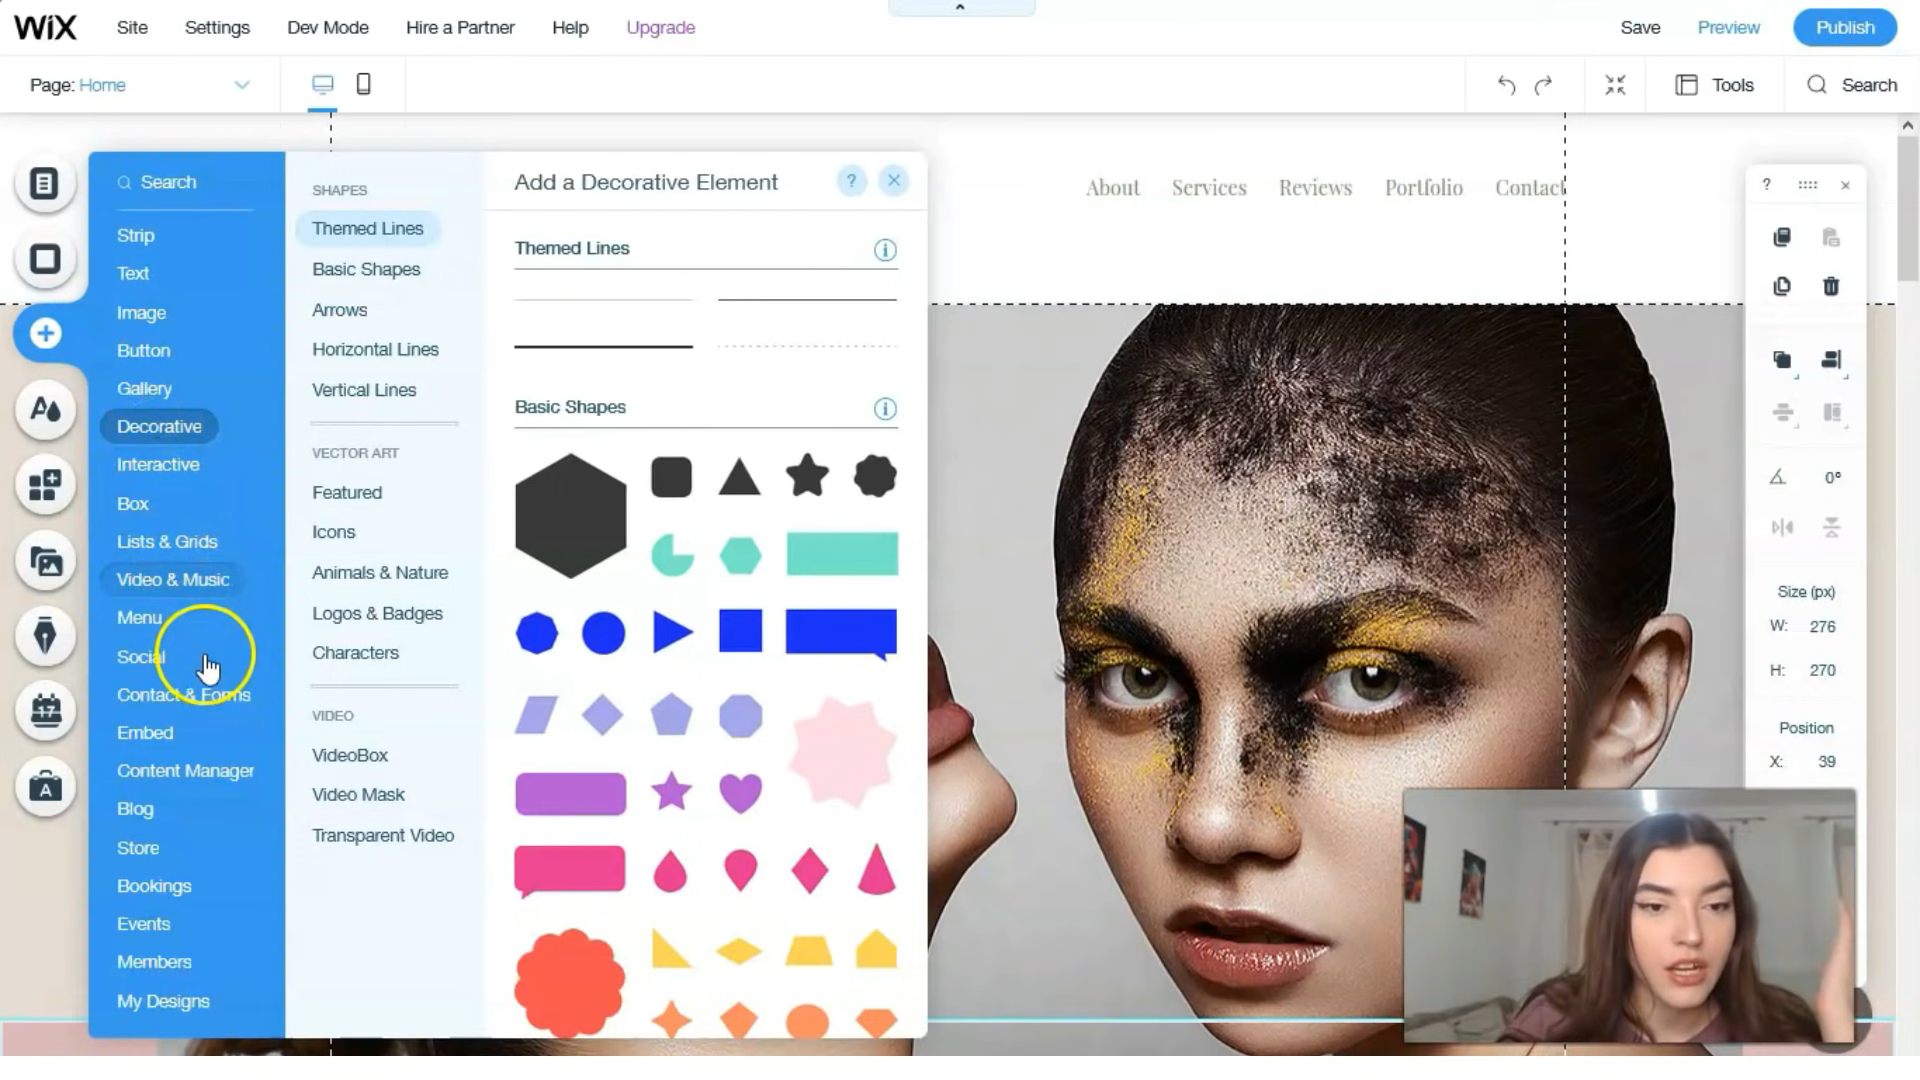 WiX
Site
Settings
Dev Mode
Hire a Partner
Help
Upgrade
Save
Preview
Publish
Page: Home
Tools
Search
Search
Strip
Text
Image
Button
Gallery
Decorative
Interactive
Box
Lists & Grids
Video & Music
Menu
Social
Contact & Forms
Embed
Content Manager
Blog
Store
Bookings
Events
Members
My Designs
SHAPES
Themed Lines
Basic Shapes
Arrows
Horizontal Lines
Vertical Lines
VECTOR ART
Featured
Icons
Animals & Nature
Logos & Badges
Characters
VIDEO
VideoBox
Video Mask
Transparent Video
Add a Decorative Element
?
Themed Lines
i
Basic Shapes
i
About Services Reviews Portfolio Contact
?
0°
Size (px)
W: 276
H: 270
Position
X: 39
17
A
A